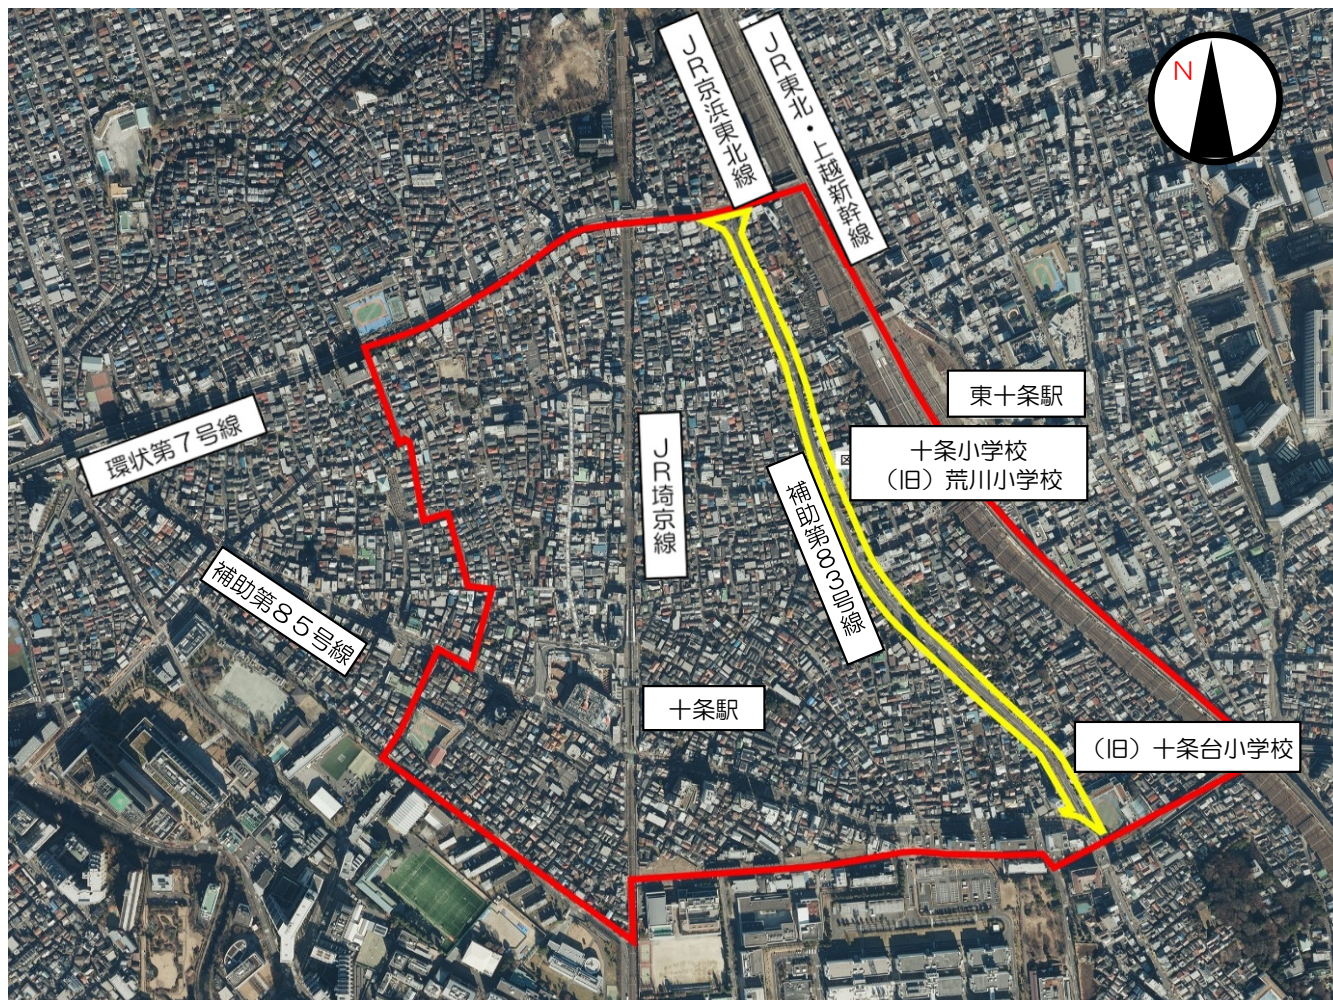 JR京浜東北線
JR東北・上越新幹線
N
東十条駅
環状第7号線
JR埼京線
十条小学校
(旧)荒川小学校
区
補助第83号線
補助第85号線
十条駅
(旧)十条台小学校